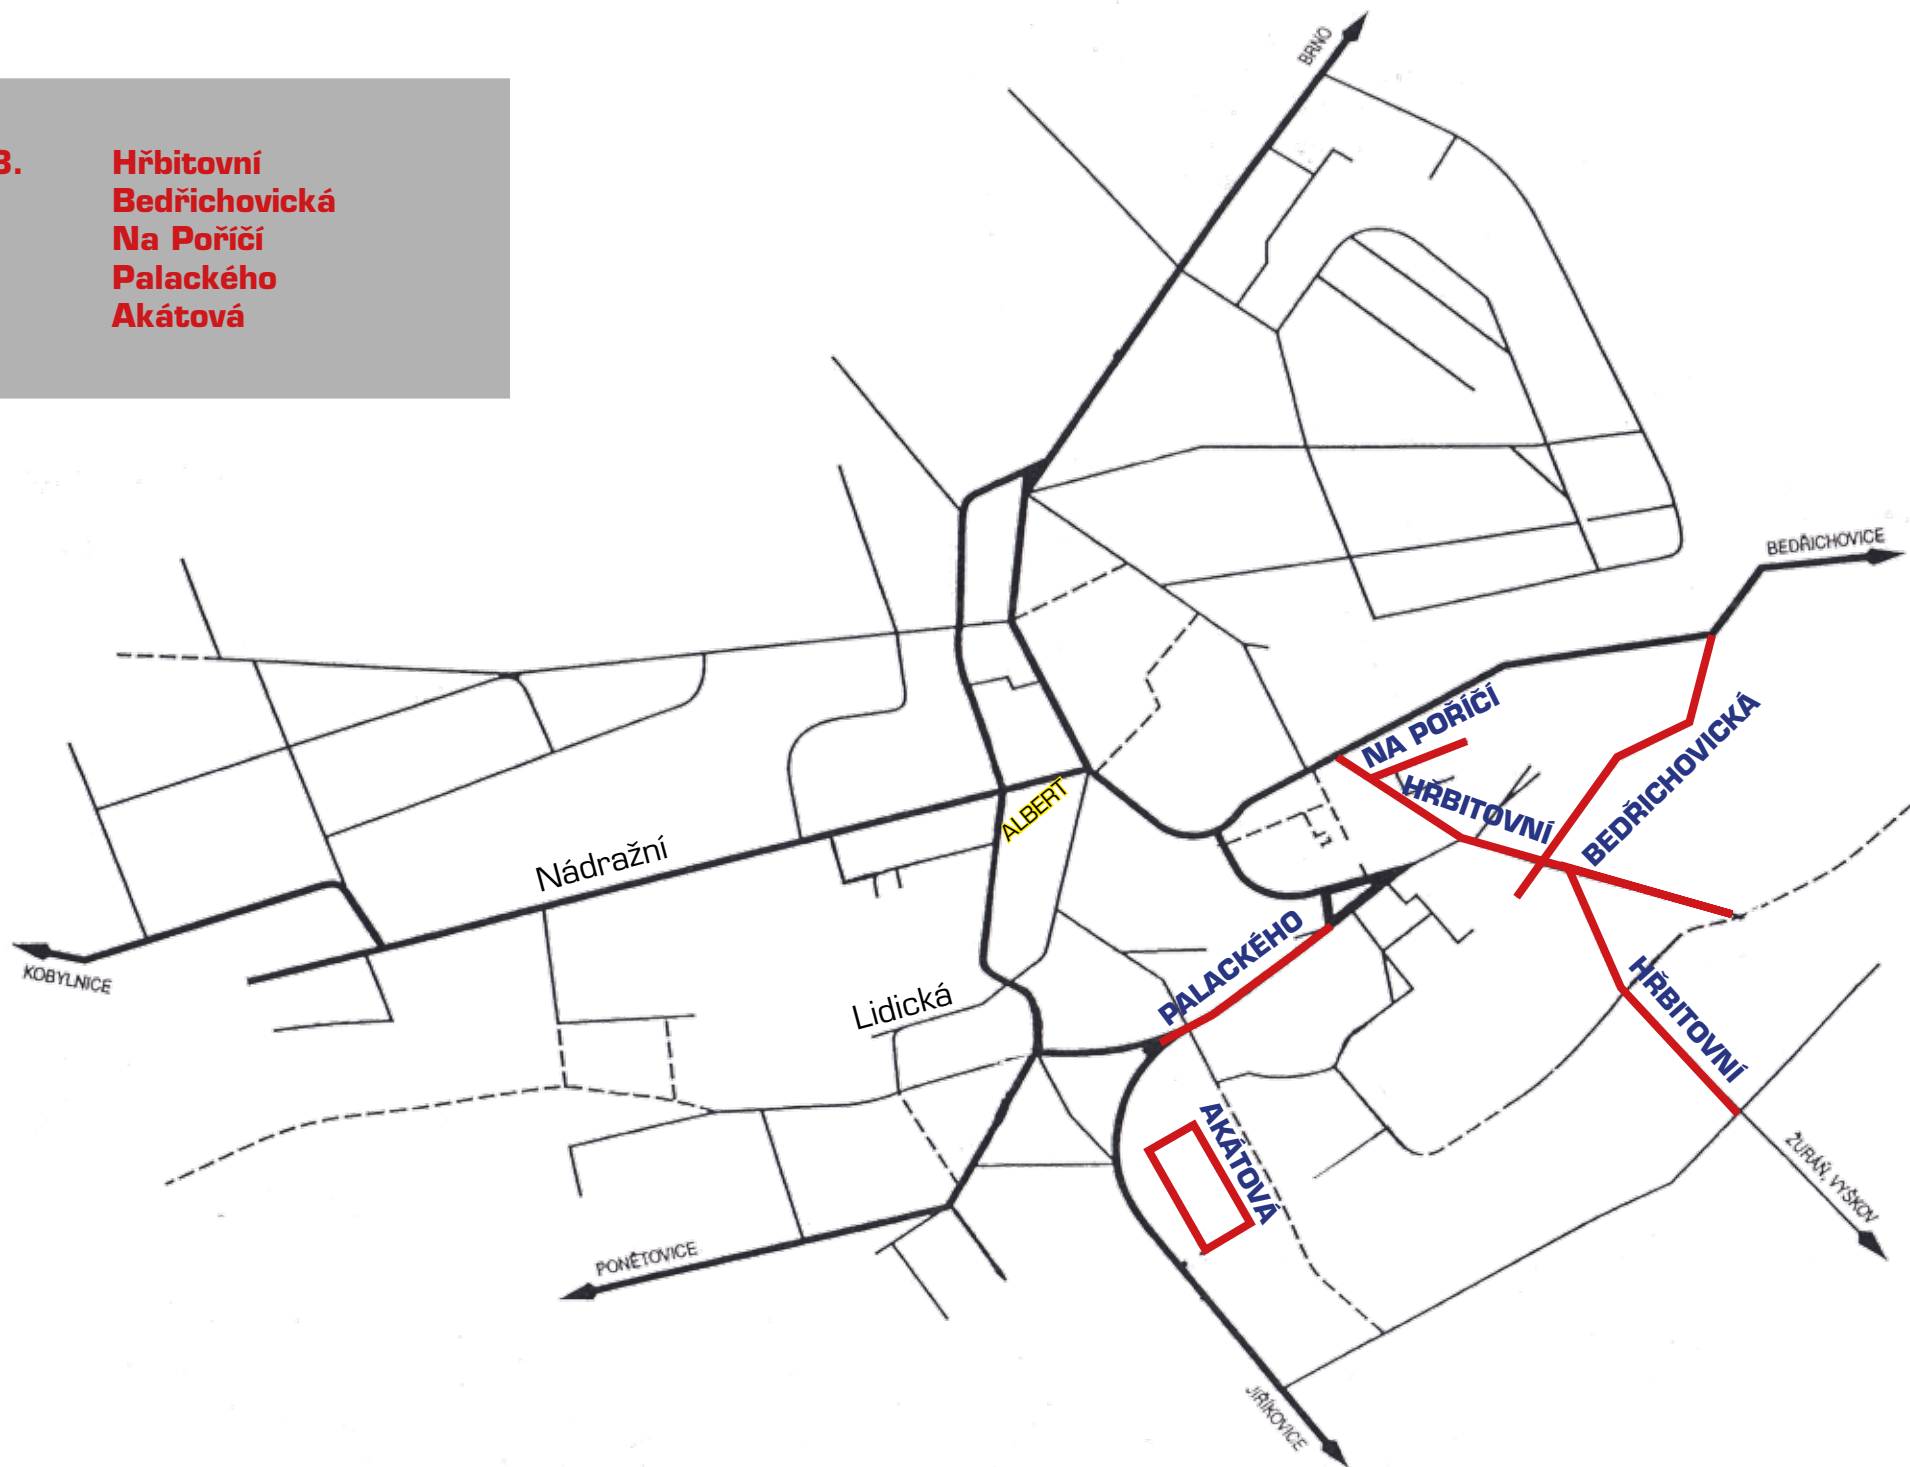 BRNO
3. Hřbitovní
Bedřichovická
Na Poříčí
Palackého
Akátová
BEDŘICHOVICE
NA POŘÍČÍ
BEDŘICHOVICKÁ
HŘBITOVNÍ
ALBERT
Nádražní
PALACKÉHO
KOBYLNICE
Lidická
HŘBITOVNÍ
AKÁTOVÁ
ŽURÁŇ, VYŠKOV
PONĚTOVICE
JIŘÍKOVICE